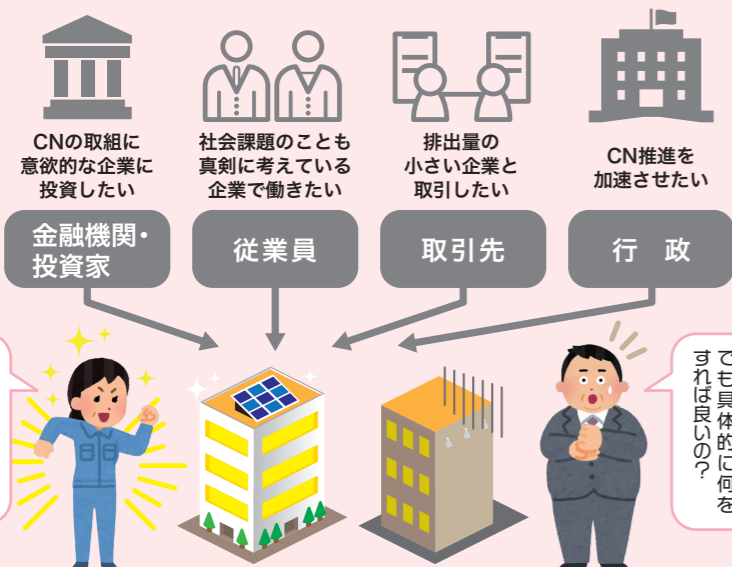 CNの取組に
意欲的な企業に
投資したい
社会課題のことも
真剣に考えている
企業で働きたい
排出量の
小さい企業と
取引したい
CN推進を
加速させたい
金融機関・
投資家
従業員
取引先
行　政
でも具体的に何を
すれば良いの？